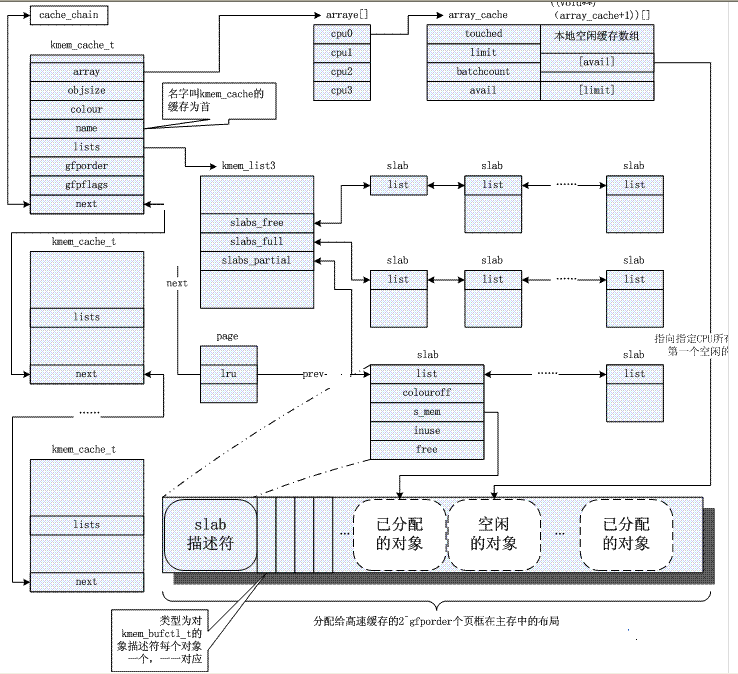 cache_chain
kmem_cache_t
array
objsize
colour
name
lists
gfporder
gfpflags
next
名字叫kmem_cache的
缓存为首
arraye[]
cpu0
cpu1
cpu2
cpu3
array_cache
touched
limit
batchcount
avail
((void**)
(array_cache+1))[]
本地空闲缓存数组
[avail]
[limit]
kmem_list3
slabs_free
slabs_full
slabs_partial
slab
list
slab
list
......
slab
list
kmem_cache_t
lists
next
slab
list
slab
list
......
slab
list
next
page
lru
prev
指向指定CPU所在
第一个空闲的
slab
list
colouroff
s_mem
inuse
free
......
slab
list
......
kmem_cache_t
lists
next
slab
描述符
...
已分配
的对象
空闲
的对象
...
已分配
的对象
类型为对
kmem_bufctl_t的
象描述符每个对象
一个，一一对应
分配给高速缓存的2^gfporder个页框在主存中的布局